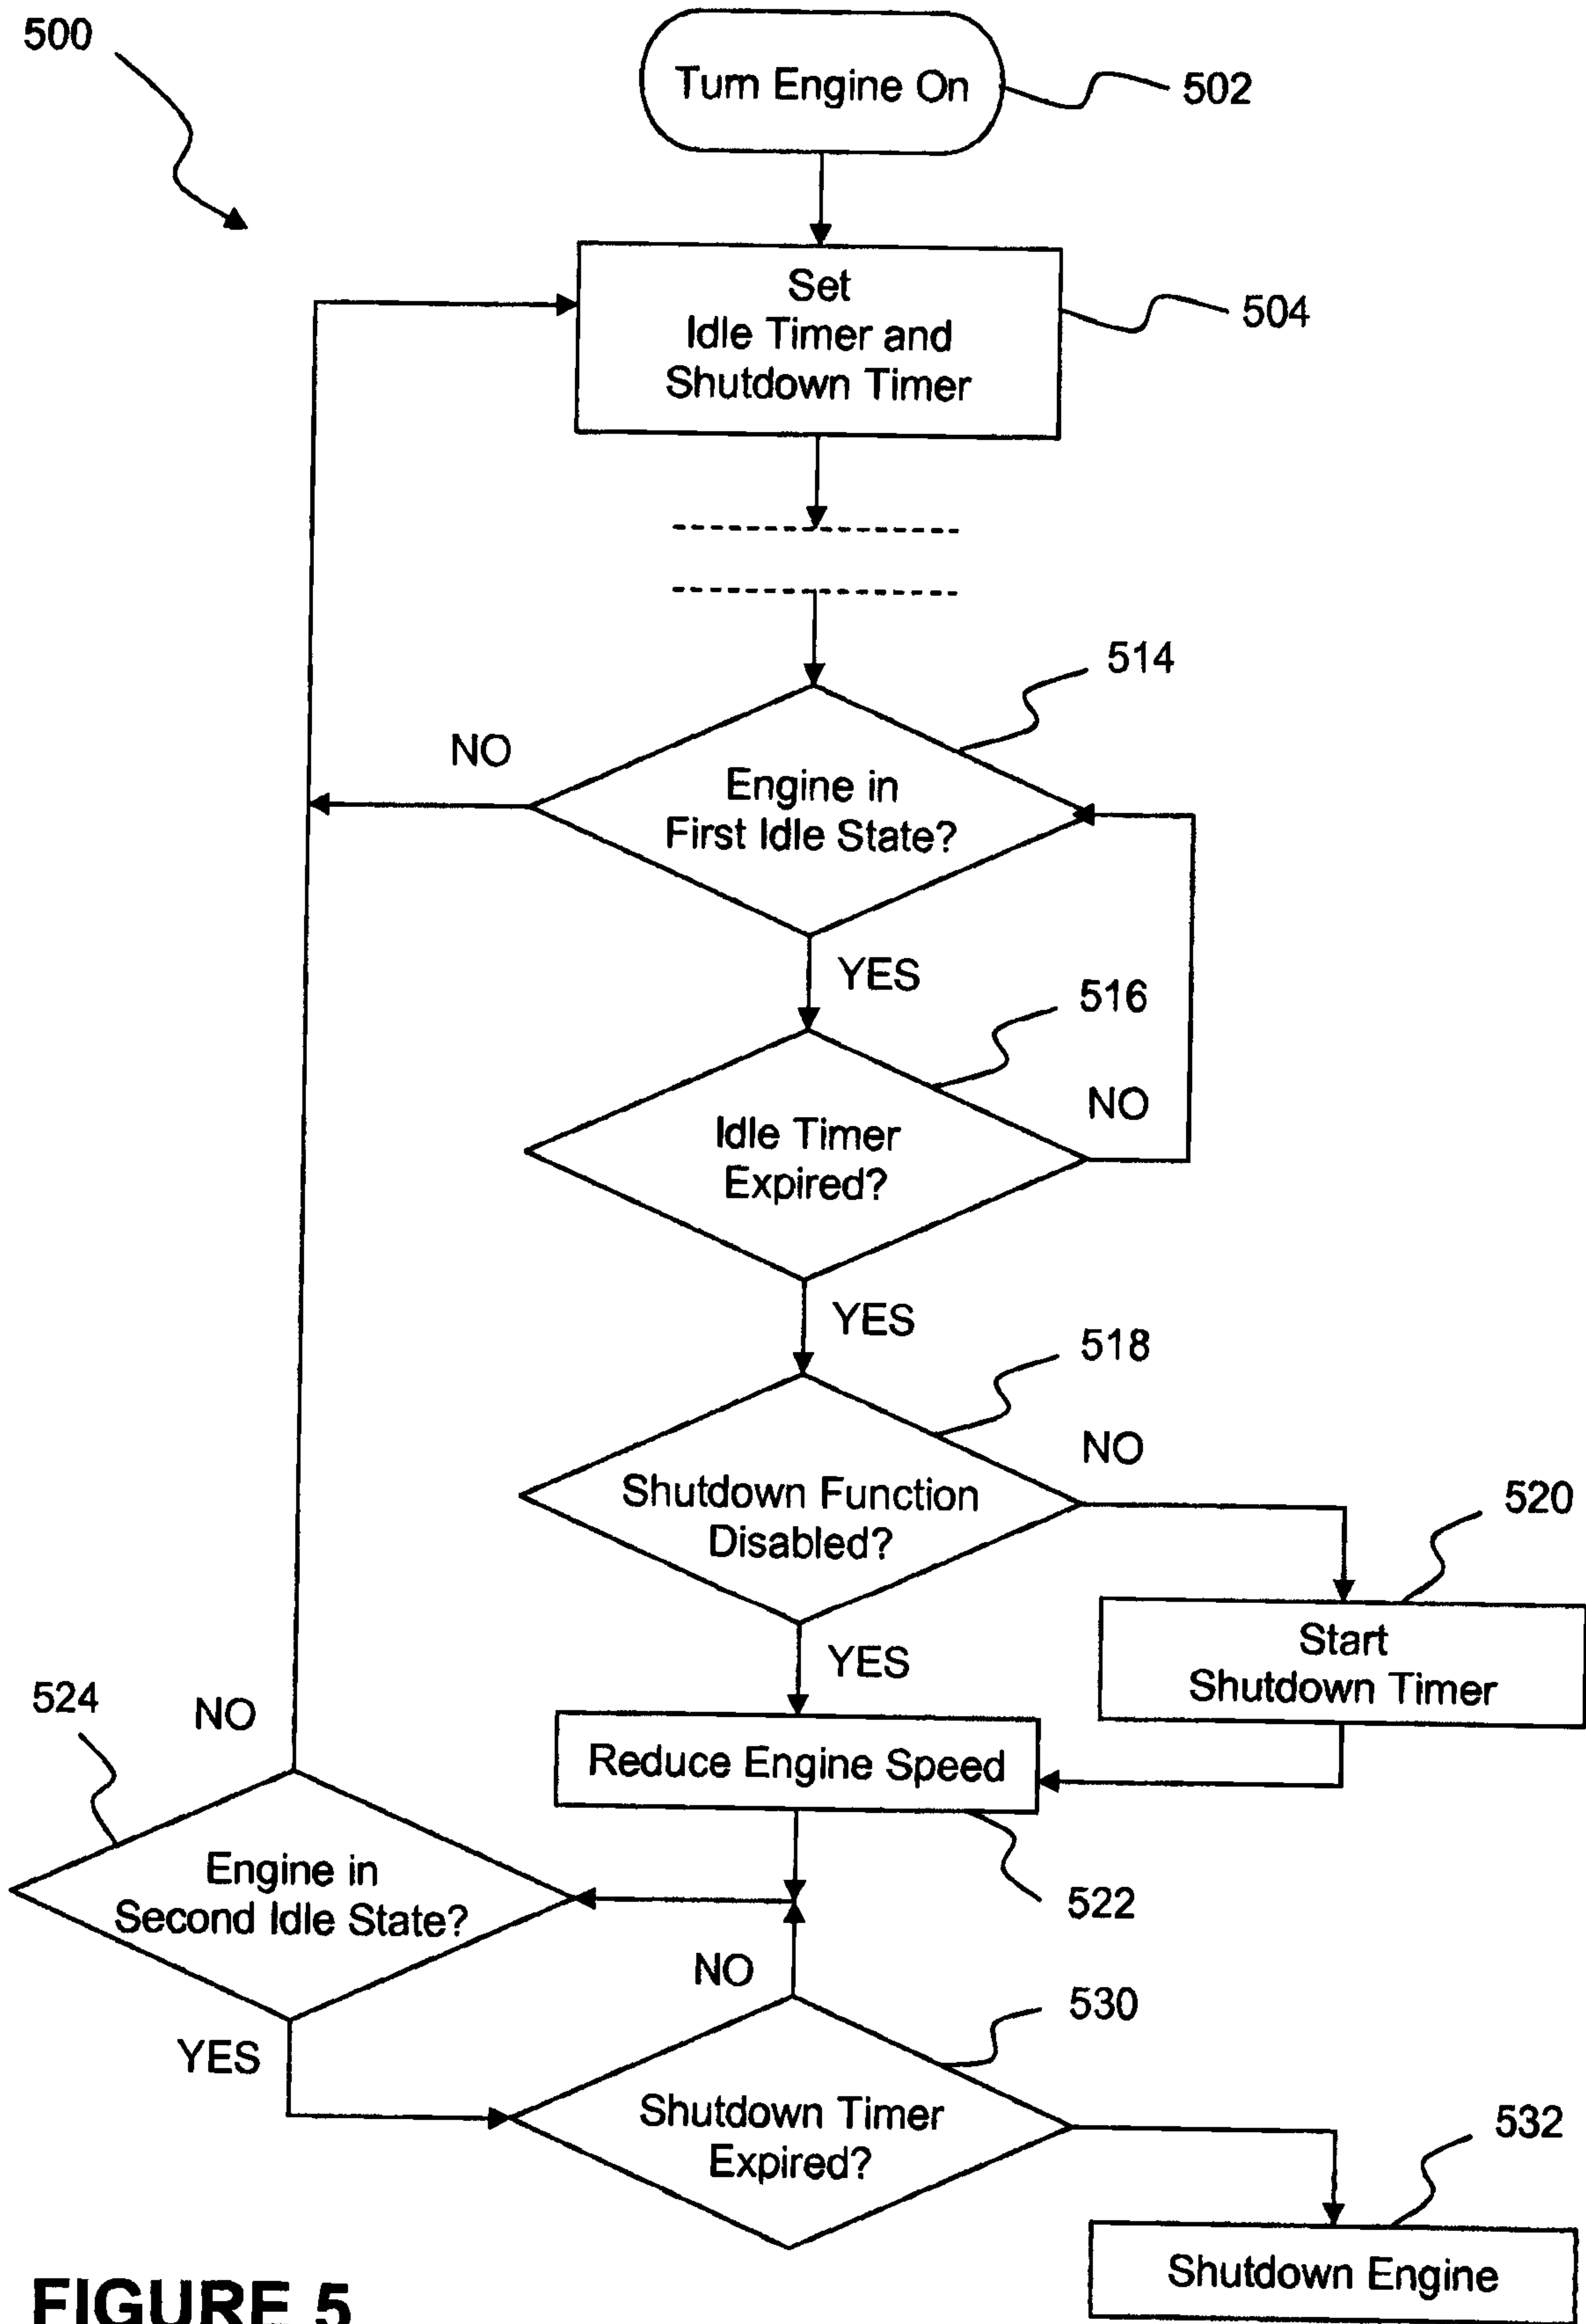 500
Turn Engine On
502
Set
Idle Timer and
Shutdown Timer
504
514
NO
Engine in
First Idle State?
YES
516
NO
Idle Timer
Expired?
YES
518
NO
Shutdown Function
Disabled?
520
Start
Shutdown Timer
YES
524
NO
Reduce Engine Speed
522
Engine in
Second Idle State?
NO
530
YES
Shutdown Timer
Expired?
532
Shutdown Engine
FIGURE 5